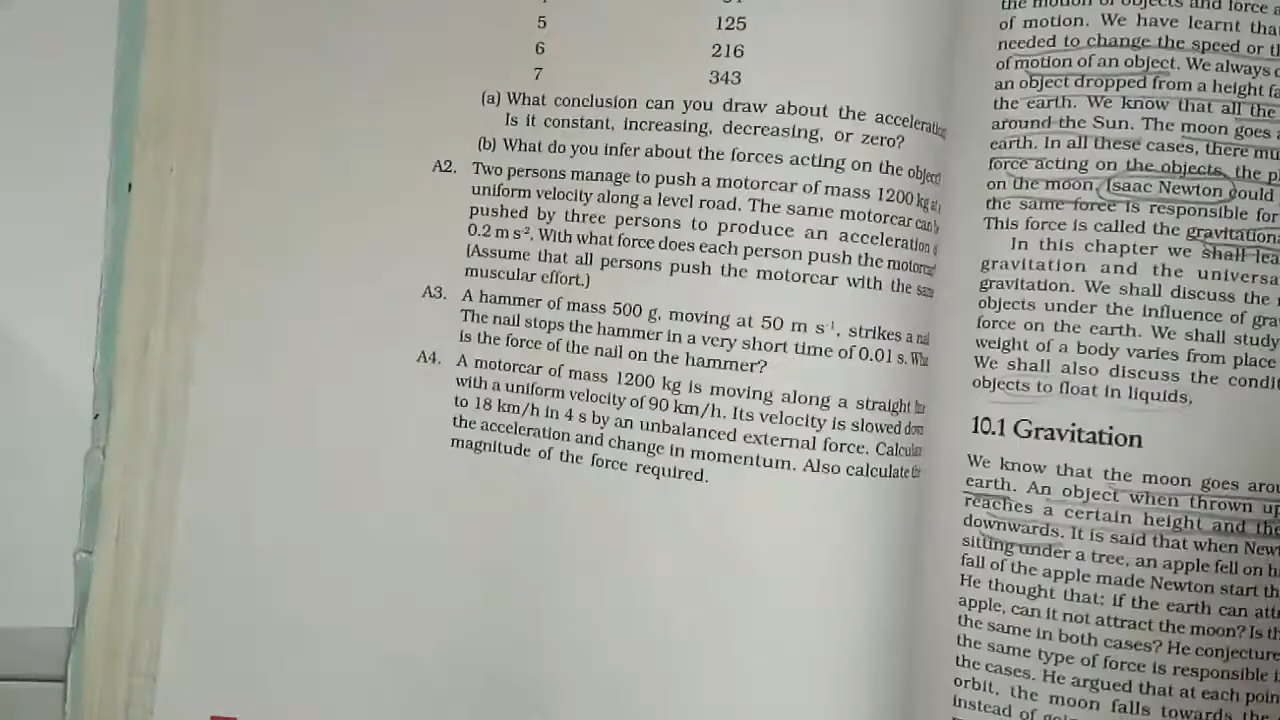 5 125
6 216
7 343
(a) What conclusion can you draw about the
Is it constant, increasing, decreasing, or zero?
(b) What do you infer about the forces acting on the
A2. Two persons manage to push a motorcar of mass 1200 kg
uniform velocity along a level road. The same motorcar can
pushed by three persons to produce an acceleration
0.2 m s⁻². With what force does each person push the
(Assume that all persons push the motorcar with the
muscular effort.)
A3. A hammer of mass 500 g, moving at 50 m s⁻¹, strikes a
The nail stops the hammer in a very short time of 0.01 s.
is the force of the nail on the hammer?
A4. A motorcar of mass 1200 kg is moving along a straight
with a uniform velocity of 90 km/h. Its velocity is slowed
to 18 km/h in 4 s by an unbalanced external force.
the acceleration and change in momentum. Also calculate
magnitude of the force required.
of motion. We have learnt
needed to change the speed or
of motion of an object. We always
an object dropped from a height
the earth. We know that all the
around the Sun. The moon goes
earth. In all these cases, there
force acting on the objects, the
on the moon. Isaac Newton could
the same force is responsible for
This force is called the
In this chapter we shall
gravitation and the
gravitation. We shall discuss the
objects under the influence of
force on the earth. We shall study
weight of a body varies from place
We shall also discuss the
objects to float in liquids.
10.1 Gravitation
We know that the moon goes
earth. An object when thrown
reaches a certain height and
downwards. It is said that when
sitting under a tree, an apple fell on
fall of the apple made Newton start
He thought that: if the earth can
apple, can it not attract the moon? Is
the same in both cases? He
the same type of force is responsible
the cases. He argued that at each
orbit, the moon falls towards the
instead of